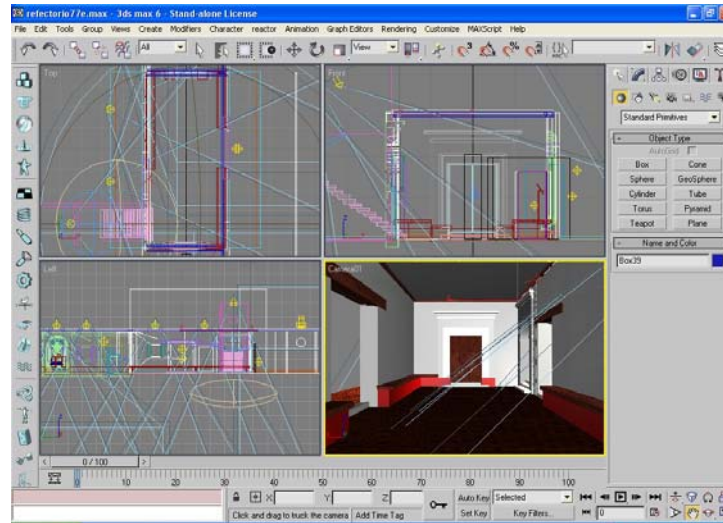 refectorio77e.max - 3ds max 6 - Stand-alone License
File Edit Tools Group Views Create Modifiers Character reactor Animation Graph Editors Rendering Customize MAXScript Help
All View
Top Front
Standard Primitives
Object Type
AutoGrid
Box Cone
Sphere GeoSphere
Cylinder Tube
Torus Pyramid
Teapot Plane
Name and Color
Box39
Left Camera01
0 / 100
0 10 20 30 40 50 60 70 80 90 100
X: Y: Z: Auto Key Selected
Click and drag to truck the camera Add Time Tag Set Key Key Filters... 0